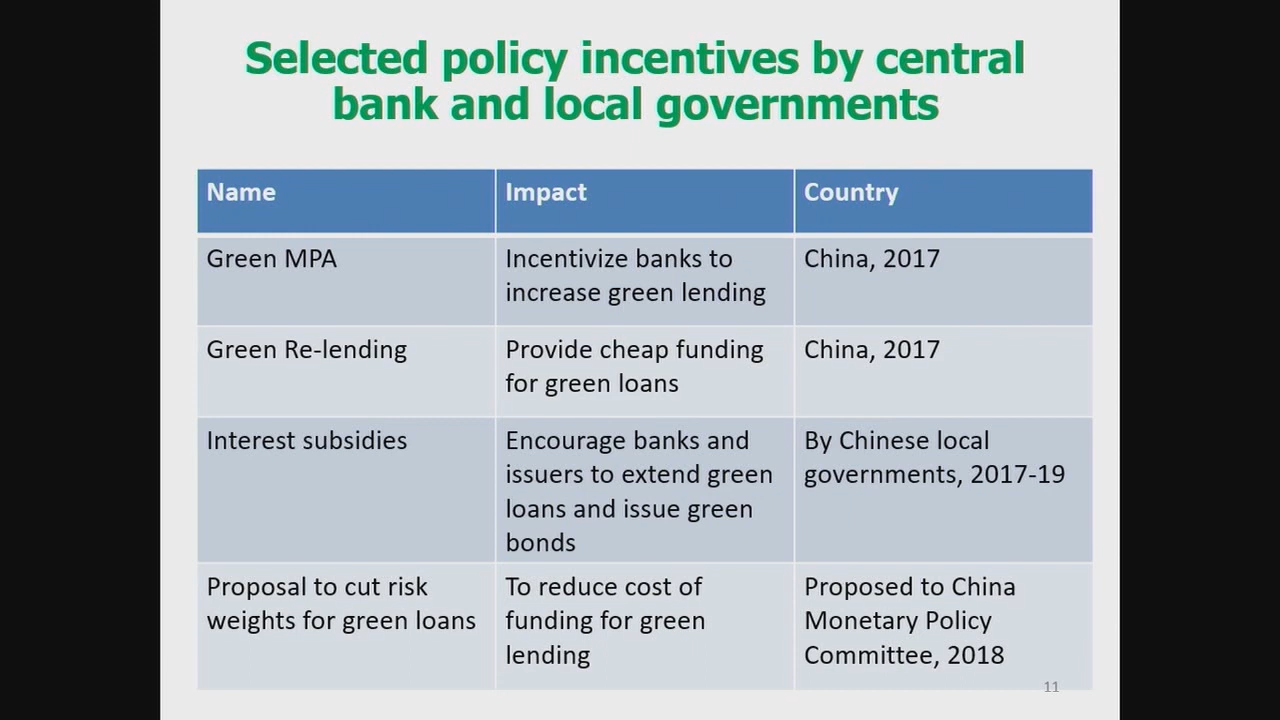 Selected policy incentives by central
bank and local governments
Name
Impact
Country
Green MPA
Incentivize banks to
increase green lending
China, 2017
Green Re-lending
Provide cheap funding
for green loans
China, 2017
Interest subsidies
Encourage banks and
issuers to extend green
loans and issue green
bonds
By Chinese local
governments, 2017-19
Proposal to cut risk
weights for green loans
To reduce cost of
funding for green
lending
Proposed to China
Monetary Policy
Committee, 2018
11